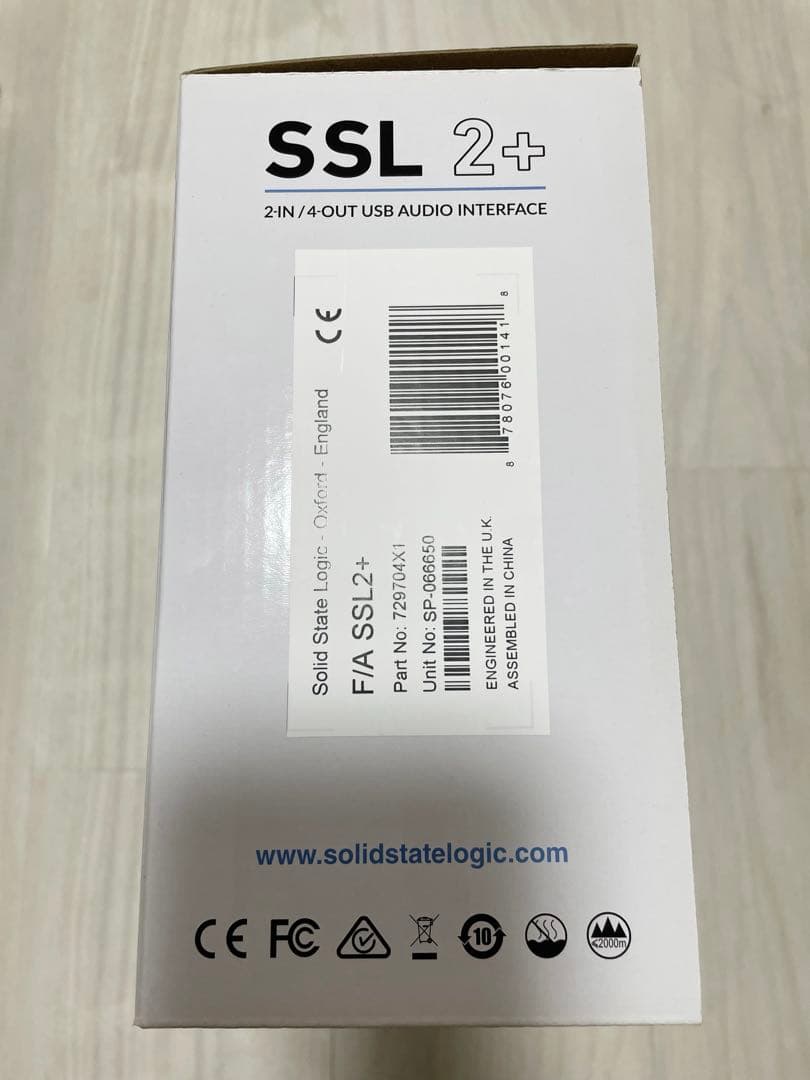 SSL 2+
2-IN / 4-OUT USB AUDIO INTERFACE
Solid State Logic - Oxford - England
CE
F/A SSL2+
Part No: 729704X1
Unit No: SP-066650
ENGINEERED IN THE U.K.
ASSEMBLED IN CHINA
8 78076 00141 8
www.solidstatelogic.com
CE FC 10 ≤2000m